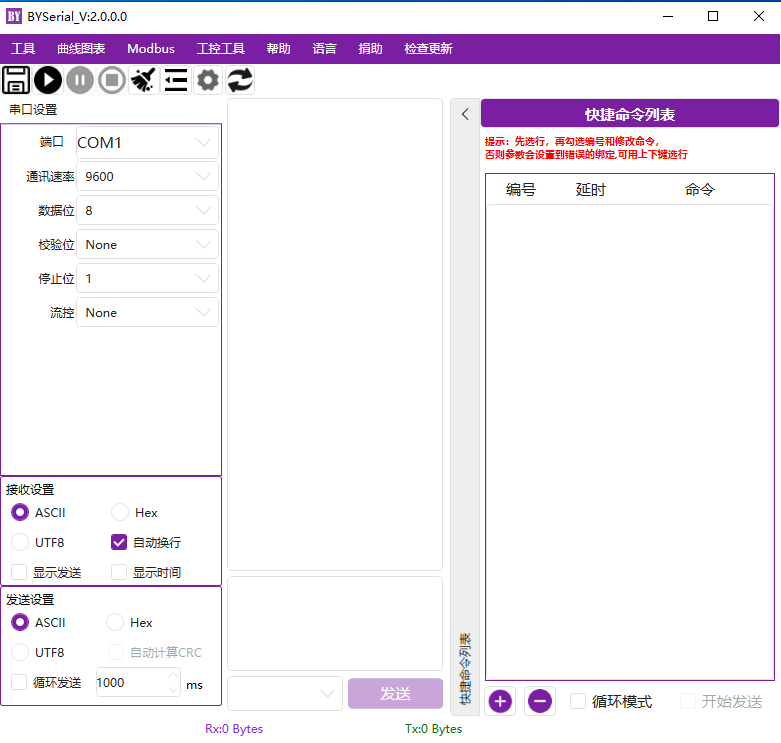 BY BYSerial_V:2.0.0.0
工具 曲线图表 Modbus 工控工具 帮助 语言 捐助 检查更新
串口设置
端口 COM1
通讯速率 9600
数据位 8
校验位 None
停止位 1
流控 None
接收设置
ASCII Hex
UTF8 自动换行
显示发送 显示时间
发送设置
ASCII Hex
UTF8 自动计算CRC
循环发送 1000 ms
发送
Rx:0 Bytes Tx:0 Bytes
快捷命令列表
快捷命令列表
提示：先选行，再勾选编号和修改命令,
否则参数会设置到错误的绑定,可用上下键选行
编号 延时 命令
循环模式 开始发送